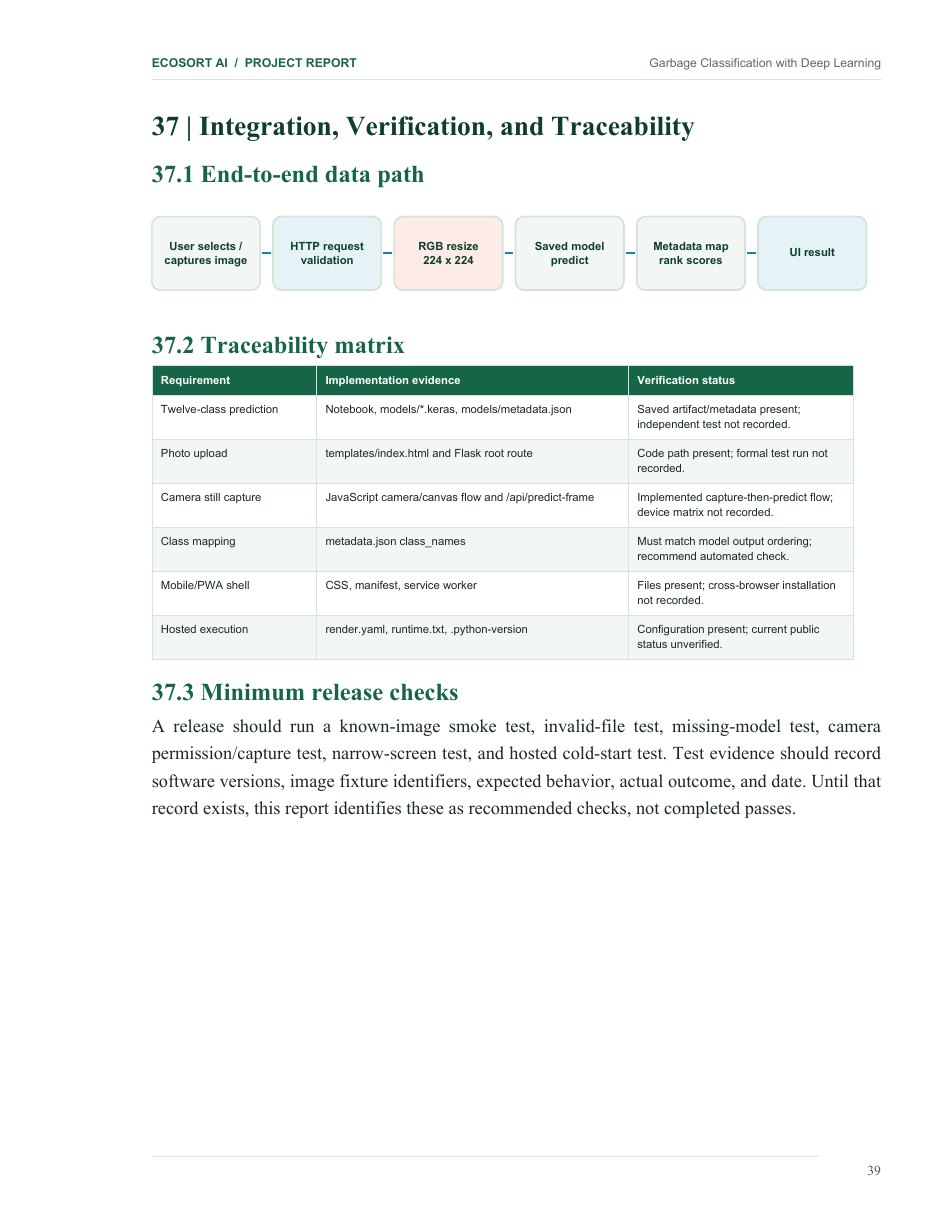 ECOSORT AI / PROJECT REPORT
Garbage Classification with Deep Learning
37 | Integration, Verification, and Traceability
37.1 End-to-end data path
User selects /
captures image
HTTP request
validation
RGB resize
224 x 224
Saved model
predict
Metadata map
rank scores
UI result
37.2 Traceability matrix
Requirement
Implementation evidence
Verification status
Twelve-class prediction
Notebook, models/*.keras, models/metadata.json
Saved artifact/metadata present;
independent test not recorded.
Photo upload
templates/index.html and Flask root route
Code path present; formal test run not
recorded.
Camera still capture
JavaScript camera/canvas flow and /api/predict-frame
Implemented capture-then-predict flow;
device matrix not recorded.
Class mapping
metadata.json class_names
Must match model output ordering;
recommend automated check.
Mobile/PWA shell
CSS, manifest, service worker
Files present; cross-browser installation
not recorded.
Hosted execution
render.yaml, runtime.txt, .python-version
Configuration present; current public
status unverified.
37.3 Minimum release checks
A release should run a known-image smoke test, invalid-file test, missing-model test, camera
permission/capture test, narrow-screen test, and hosted cold-start test. Test evidence should record
software versions, image fixture identifiers, expected behavior, actual outcome, and date. Until that
record exists, this report identifies these as recommended checks, not completed passes.
39